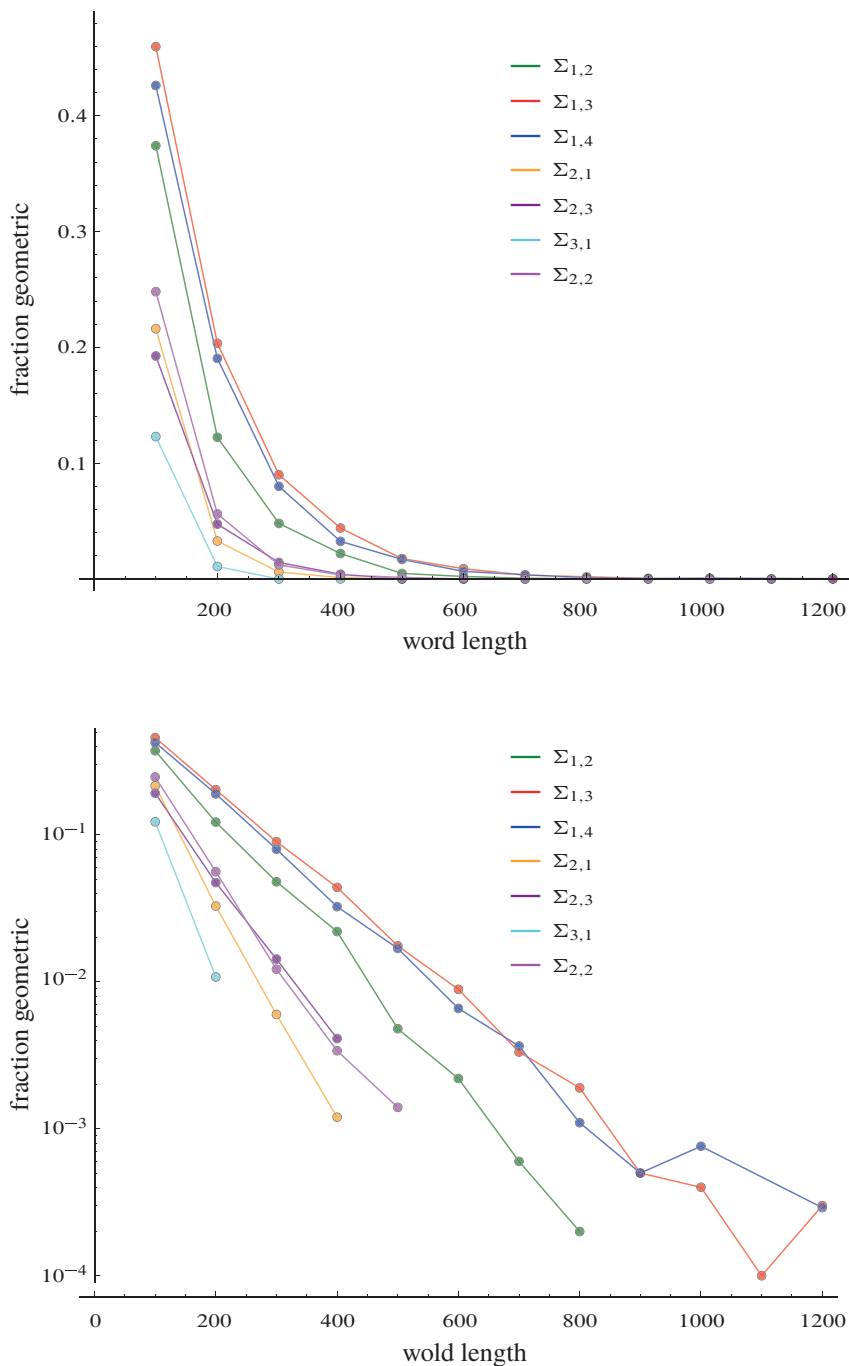 fraction geometric
0.4
0.3
0.2
0.1
Σ1,2
Σ1,3
Σ1,4
Σ2,1
Σ2,3
Σ3,1
Σ2,2
200 400 600 800 1000 1200
word length
fraction geometric
10−1
10−2
10−3
10−4
Σ1,2
Σ1,3
Σ1,4
Σ2,1
Σ2,3
Σ3,1
Σ2,2
0 200 400 600 800 1000 1200
wold length